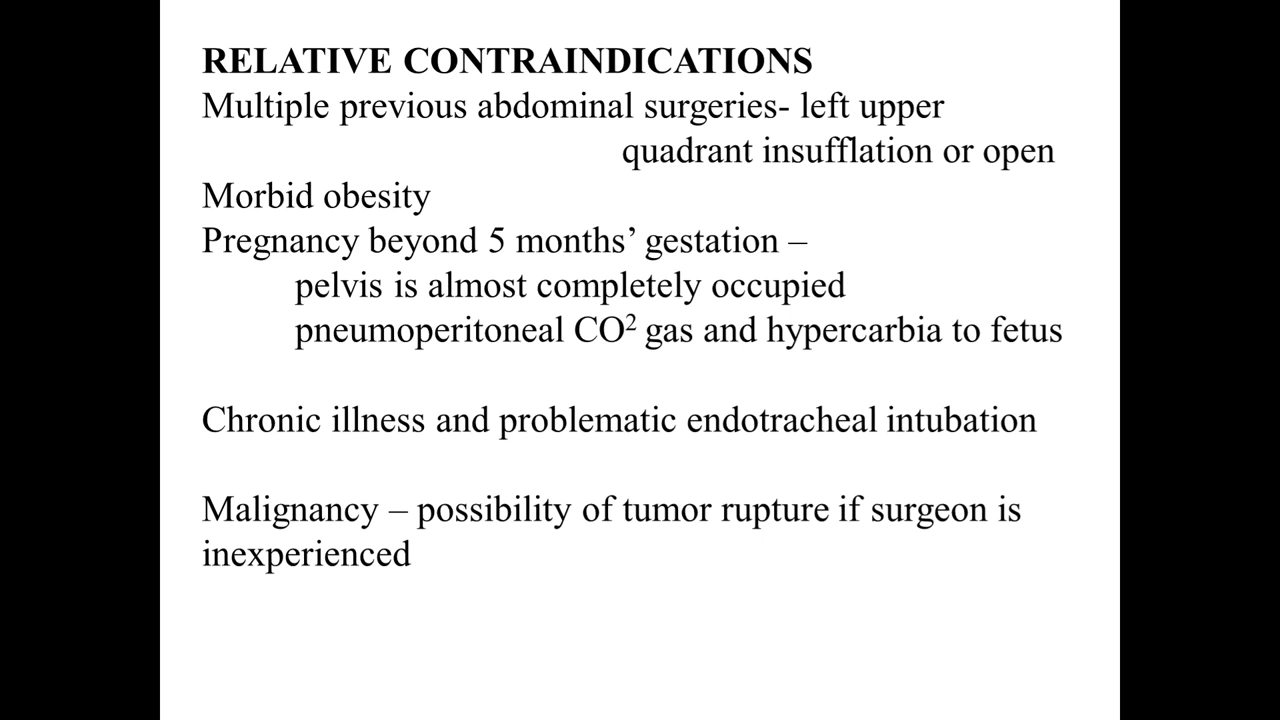 RELATIVE CONTRAINDICATIONS
Multiple previous abdominal surgeries- left upper
quadrant insufflation or open
Morbid obesity
Pregnancy beyond 5 months’ gestation –
pelvis is almost completely occupied
pneumoperitoneal CO² gas and hypercarbia to fetus
Chronic illness and problematic endotracheal intubation
Malignancy – possibility of tumor rupture if surgeon is
inexperienced